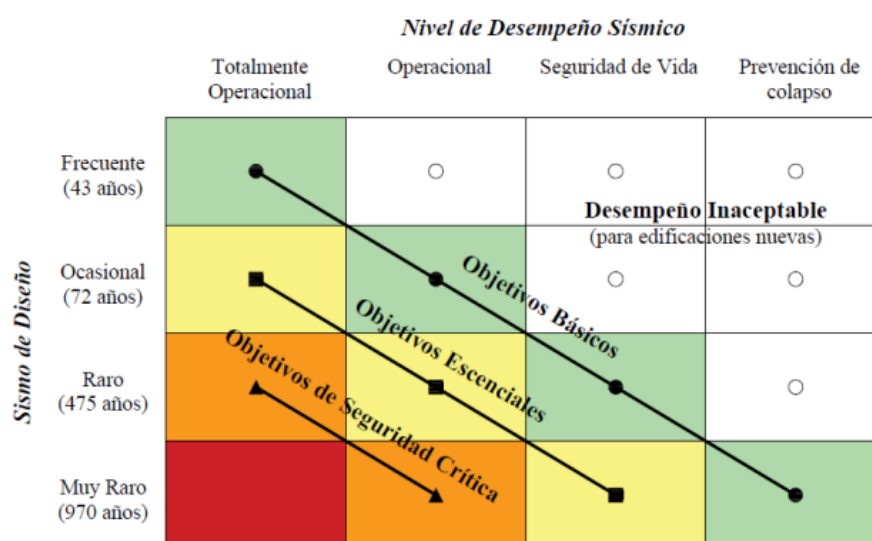 Nivel de Desempeño Sísmico
Totalmente
Operacional
Operacional
Seguridad de Vida
Prevención de
colapso
Sismo de Diseño
Frecuente
(43 años)
Desempeño Inaceptable
(para edificaciones nuevas)
Ocasional
(72 años)
Objetivos Básicos
Objetivos Escenciales
Objetivos de Seguridad Crítica
Raro
(475 años)
Muy Raro
(970 años)